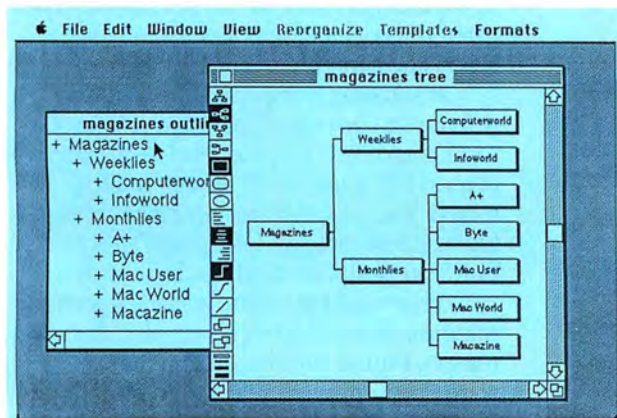 File Edit Window View Reorganize Templates Formats
magazines tree
magazines outlin
+ Magazines
+ Weeklies
+ Computerwor
+ Infoworld
+ Monthlies
+ A+
+ Byte
+ Mac User
+ Mac World
+ Macazine
Magazines
Weeklies
Monthlies
Computerworld
Infoworld
A+
Byte
Mac User
Mac World
Macazine